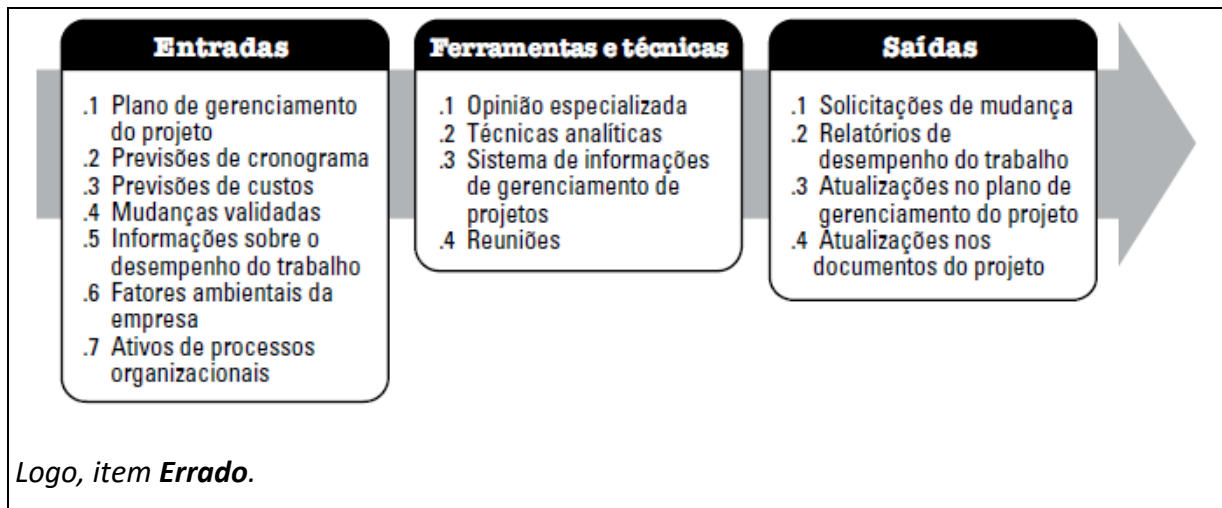 Entradas
.1 Plano de gerenciamento
do projeto
.2 Previsões de cronograma
.3 Previsões de custos
.4 Mudanças validadas
.5 Informações sobre o
desempenho do trabalho
.6 Fatores ambientais da
empresa
.7 Ativos de processos
organizacionais
Ferramentas e técnicas
.1 Opinião especializada
.2 Técnicas analíticas
.3 Sistema de informações
de gerenciamento de
projetos
.4 Reuniões
Saídas
.1 Solicitações de mudança
.2 Relatórios de
desempenho do trabalho
.3 Atualizações no plano de
gerenciamento do projeto
.4 Atualizações nos
documentos do projeto
Logo, item Errado.